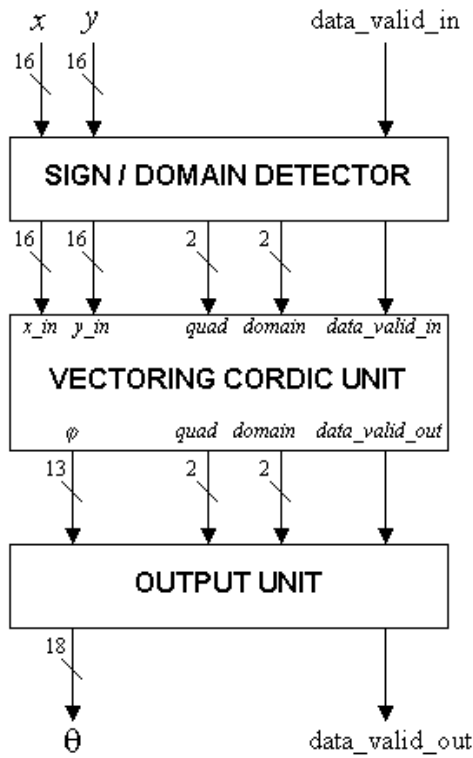 x y data_valid_in
16 16
SIGN / DOMAIN DETECTOR
16 16 2 2
x_in y_in quad domain data_valid_in
VECTORING CORDIC UNIT
φ quad domain data_valid_out
13 2 2
OUTPUT UNIT
18
θ data_valid_out